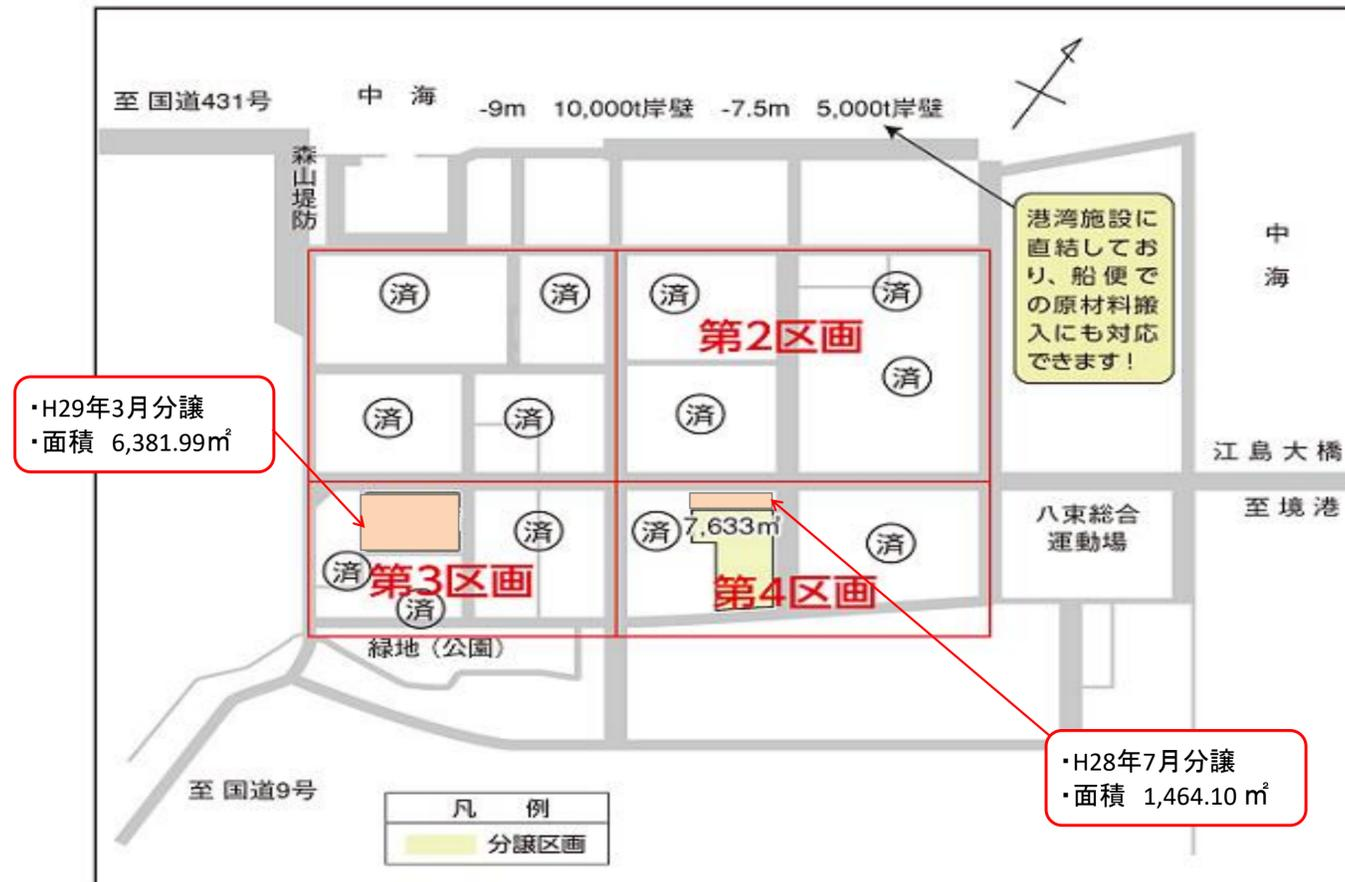 至 国道431号
中 海
-9m 10,000t岸壁 -7.5m 5,000t岸壁
森山堤防
港湾施設に
直結してお
り、船便で
の原材料搬
入にも対応
できます!
中海
済
済
済
済
第2区画
済
済
済
済
・H29年3月分譲
・面積 6,381.99㎡
江島大橋
至境港
八束総合
運動場
済
済
7,633㎡
済
済
第3区画
済
第4区画
緑地(公園)
・H28年7月分譲
・面積 1,464.10 ㎡
至 国道9号
凡 例
分譲区画